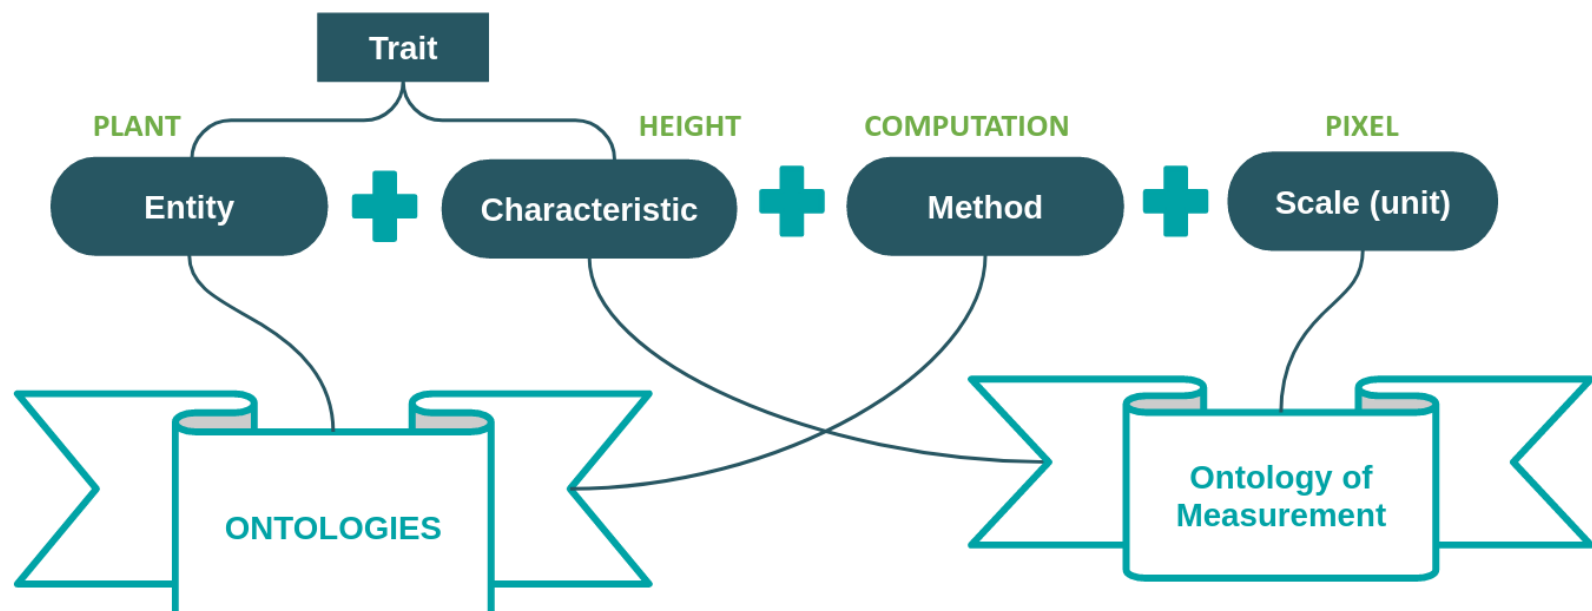 Trait
PLANT
HEIGHT
COMPUTATION
PIXEL
Entity
Characteristic
Method
Scale (unit)
ONTOLOGIES
Ontology of
Measurement